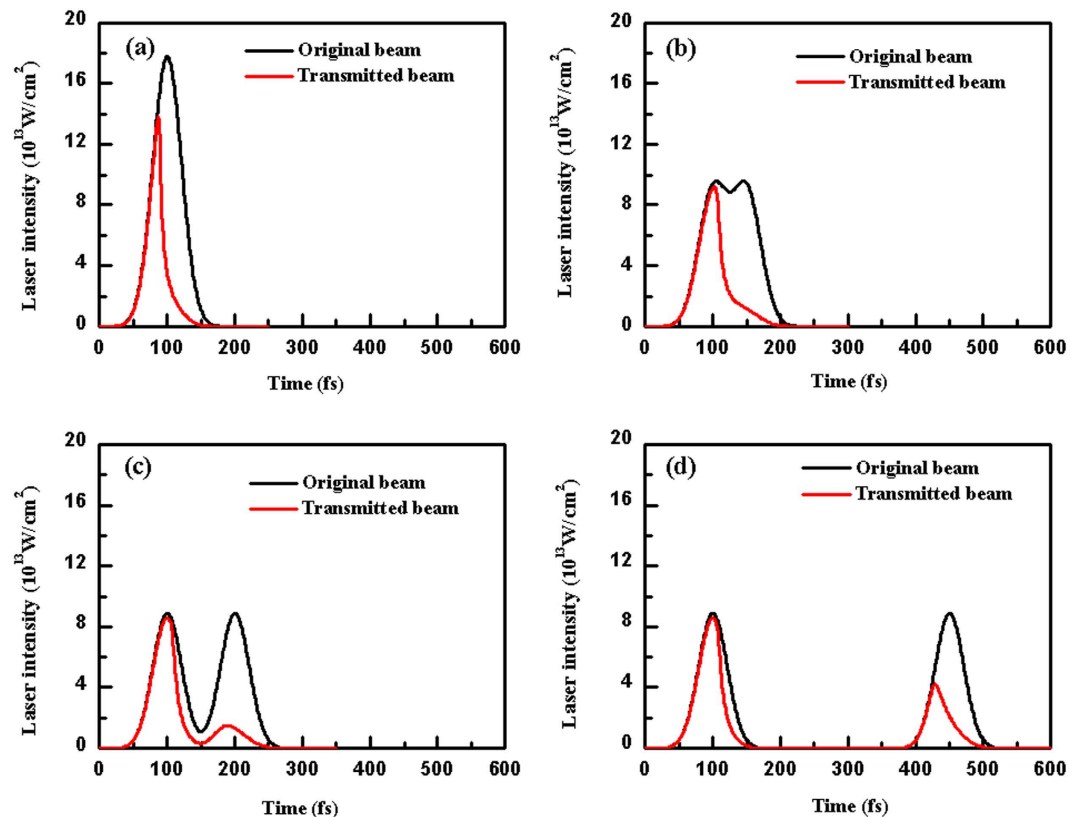 (a)
Original beam
Transmitted beam
Laser intensity (10¹³W/cm²)
20
16
12
8
4
0
0 100 200 300 400 500 600
Time (fs)
(b)
Original beam
Transmitted beam
Laser intensity (10¹³W/cm²)
20
16
12
8
4
0
0 100 200 300 400 500 600
Time (fs)
(c)
Original beam
Transmitted beam
Laser intensity (10¹³W/cm²)
20
16
12
8
4
0
0 100 200 300 400 500 600
Time (fs)
(d)
Original beam
Transmitted beam
Laser intensity (10¹³W/cm²)
20
16
12
8
4
0
0 100 200 300 400 500 600
Time (fs)